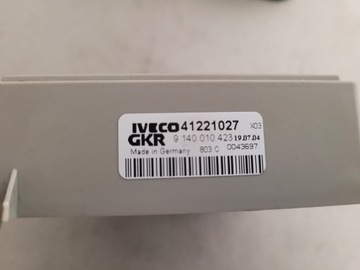 IVECO 41221027 X03
GKR 9 140 010 423 19.07.04
Made in Germany 803 C 0043697